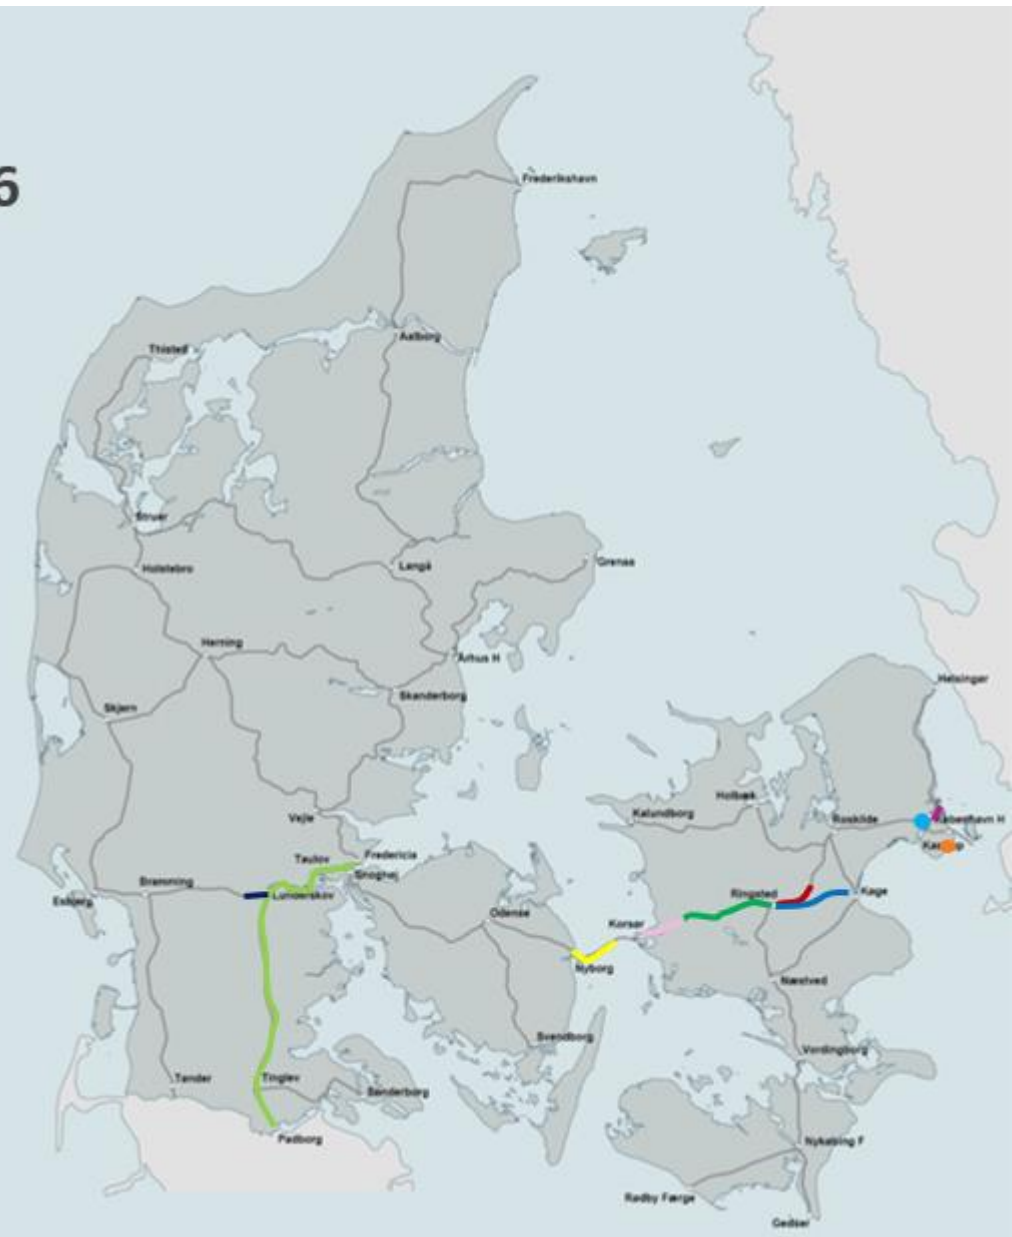 6
Frederikshavn
Aalborg
Thisted
Struer
Holstebro
Langå
Grenaa
Herning
Århus H
Skanderborg
Skjern
Helsingør
Holbæk
Kalundborg
Roskilde
København H
Vejle
Fredericia
Taulov
Snoghøj
Bramming
Lunderskov
Esbjerg
Ringsted
Køge
Odense
Korsør
Nyborg
Næstved
Svendborg
Vordingborg
Tønder
Tinglev
Sønderborg
Padborg
Nykøbing F
Rødby Færge
Gedser